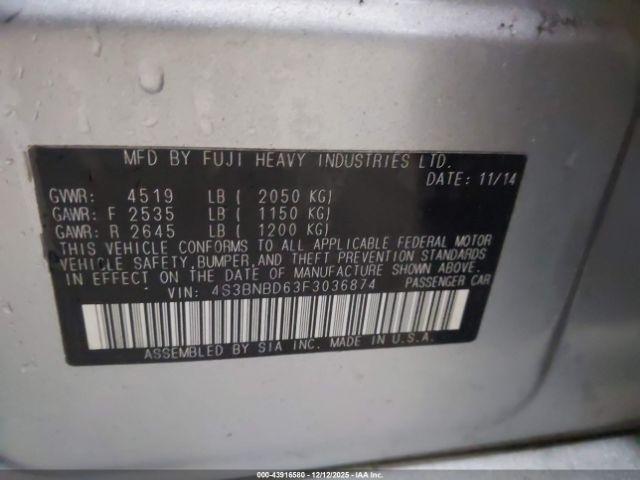 MFD BY FUJI HEAVY INDUSTRIES LTD.
DATE: 11/14
GVWR: 4519 LB ( 2050 KG)
GAWR: F 2535 LB ( 1150 KG)
GAWR: R 2645 LB ( 1200 KG)
THIS VEHICLE CONFORMS TO ALL APPLICABLE FEDERAL MOTOR
VEHICLE SAFETY, BUMPER, AND THEFT PREVENTION STANDARDS
IN EFFECT ON THE DATE OF MANUFACTURE SHOWN ABOVE.
VIN: 4S3BNBD63F3036874 PASSENGER CAR
ASSEMBLED BY SIA INC. MADE IN U.S.A.
000-43916580 - 12/12/2025 - IAAI.COM